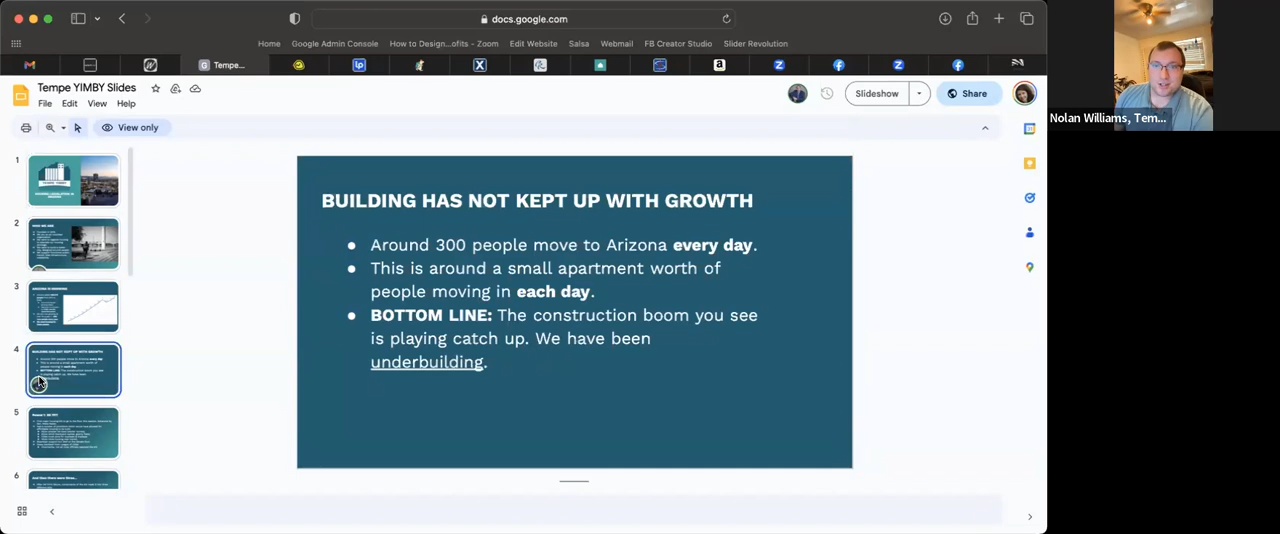 docs.google.com
Home
Google Admin Console
How to Design...ofits - Zoom
Edit Website
Salsa
Webmail
FB Creator Studio
Slider Revolution
Tempe...
Tempe YIMBY Slides
File Edit View Help
Slideshow
Share
View only
1
2
3
4
5
6
BUILDING HAS NOT KEPT UP WITH GROWTH
● Around 300 people move to Arizona every day.
● This is around a small apartment worth of
people moving in each day.
● BOTTOM LINE: The construction boom you see
is playing catch up. We have been
underbuilding.
Nolan Williams, Tem...